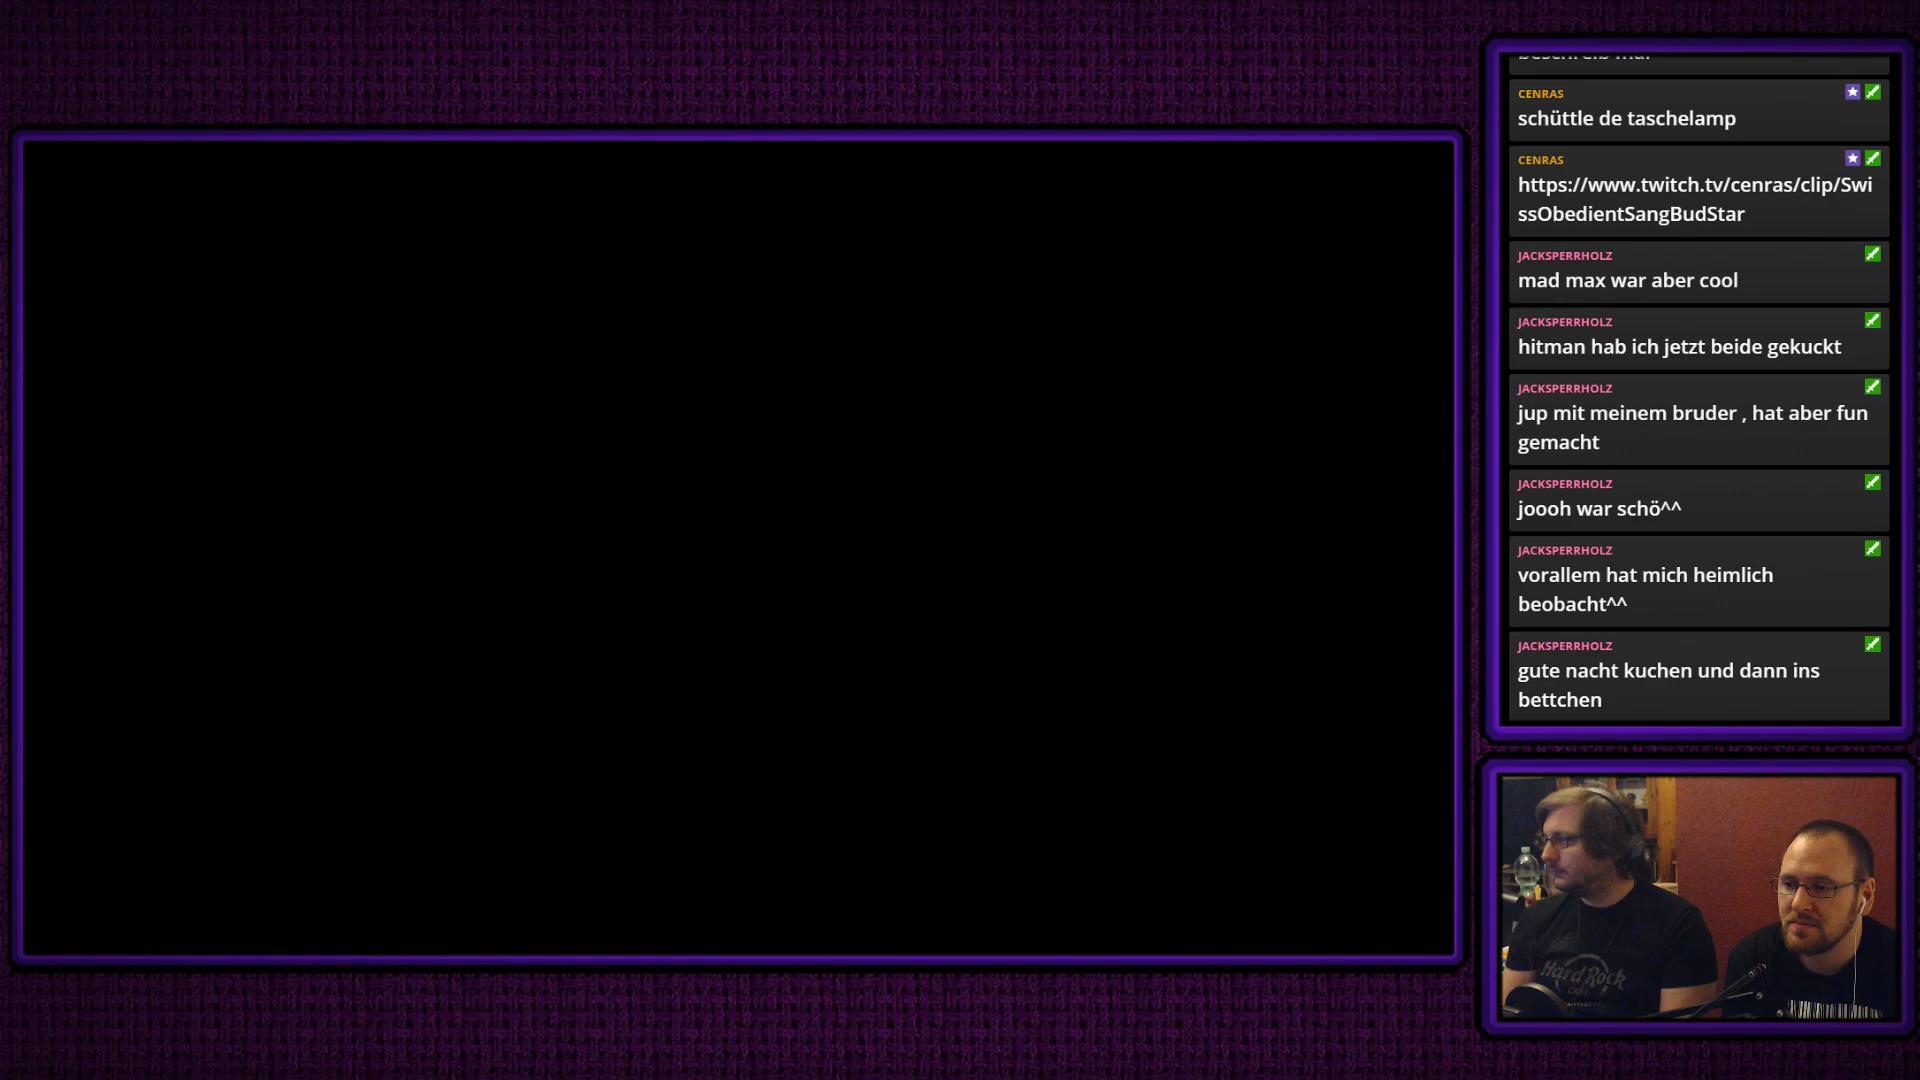 CENRAS
schüttle de taschelamp
CENRAS
https://www.twitch.tv/cenras/clip/Swi
ssObedientSangBudStar
JACKSPERRHOLZ
mad max war aber cool
JACKSPERRHOLZ
hitman hab ich jetzt beide gekuckt
JACKSPERRHOLZ
jup mit meinem bruder , hat aber fun
gemacht
JACKSPERRHOLZ
joooh war schö^^
JACKSPERRHOLZ
vorallem hat mich heimlich
beobacht^^
JACKSPERRHOLZ
gute nacht kuchen und dann ins
bettchen
Hard Rock